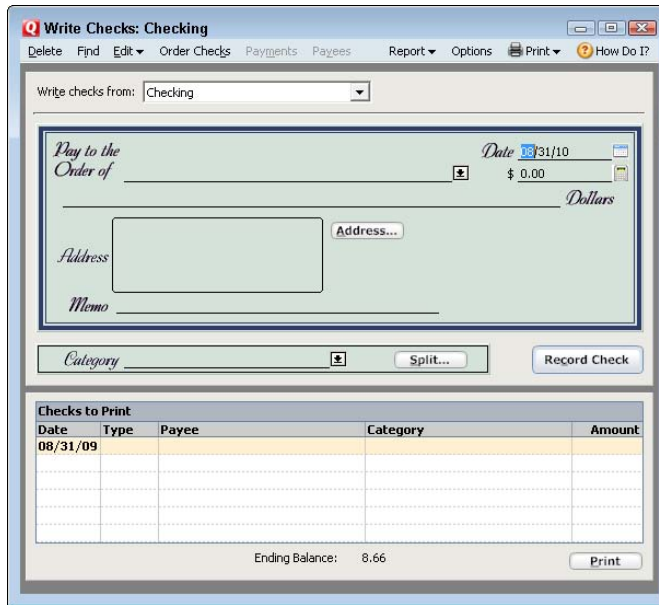 Write Checks: Checking
Delete Find Edit Order Checks Payments Payees Report Options Print How Do I?
Write checks from: Checking
Pay to the
Order of
Date 08/31/10
$ 0.00
Dollars
Address...
Address
Memo
Category Split... Record Check
Checks to Print
Date Type Payee Category Amount
08/31/09
Ending Balance: 8.66
Print